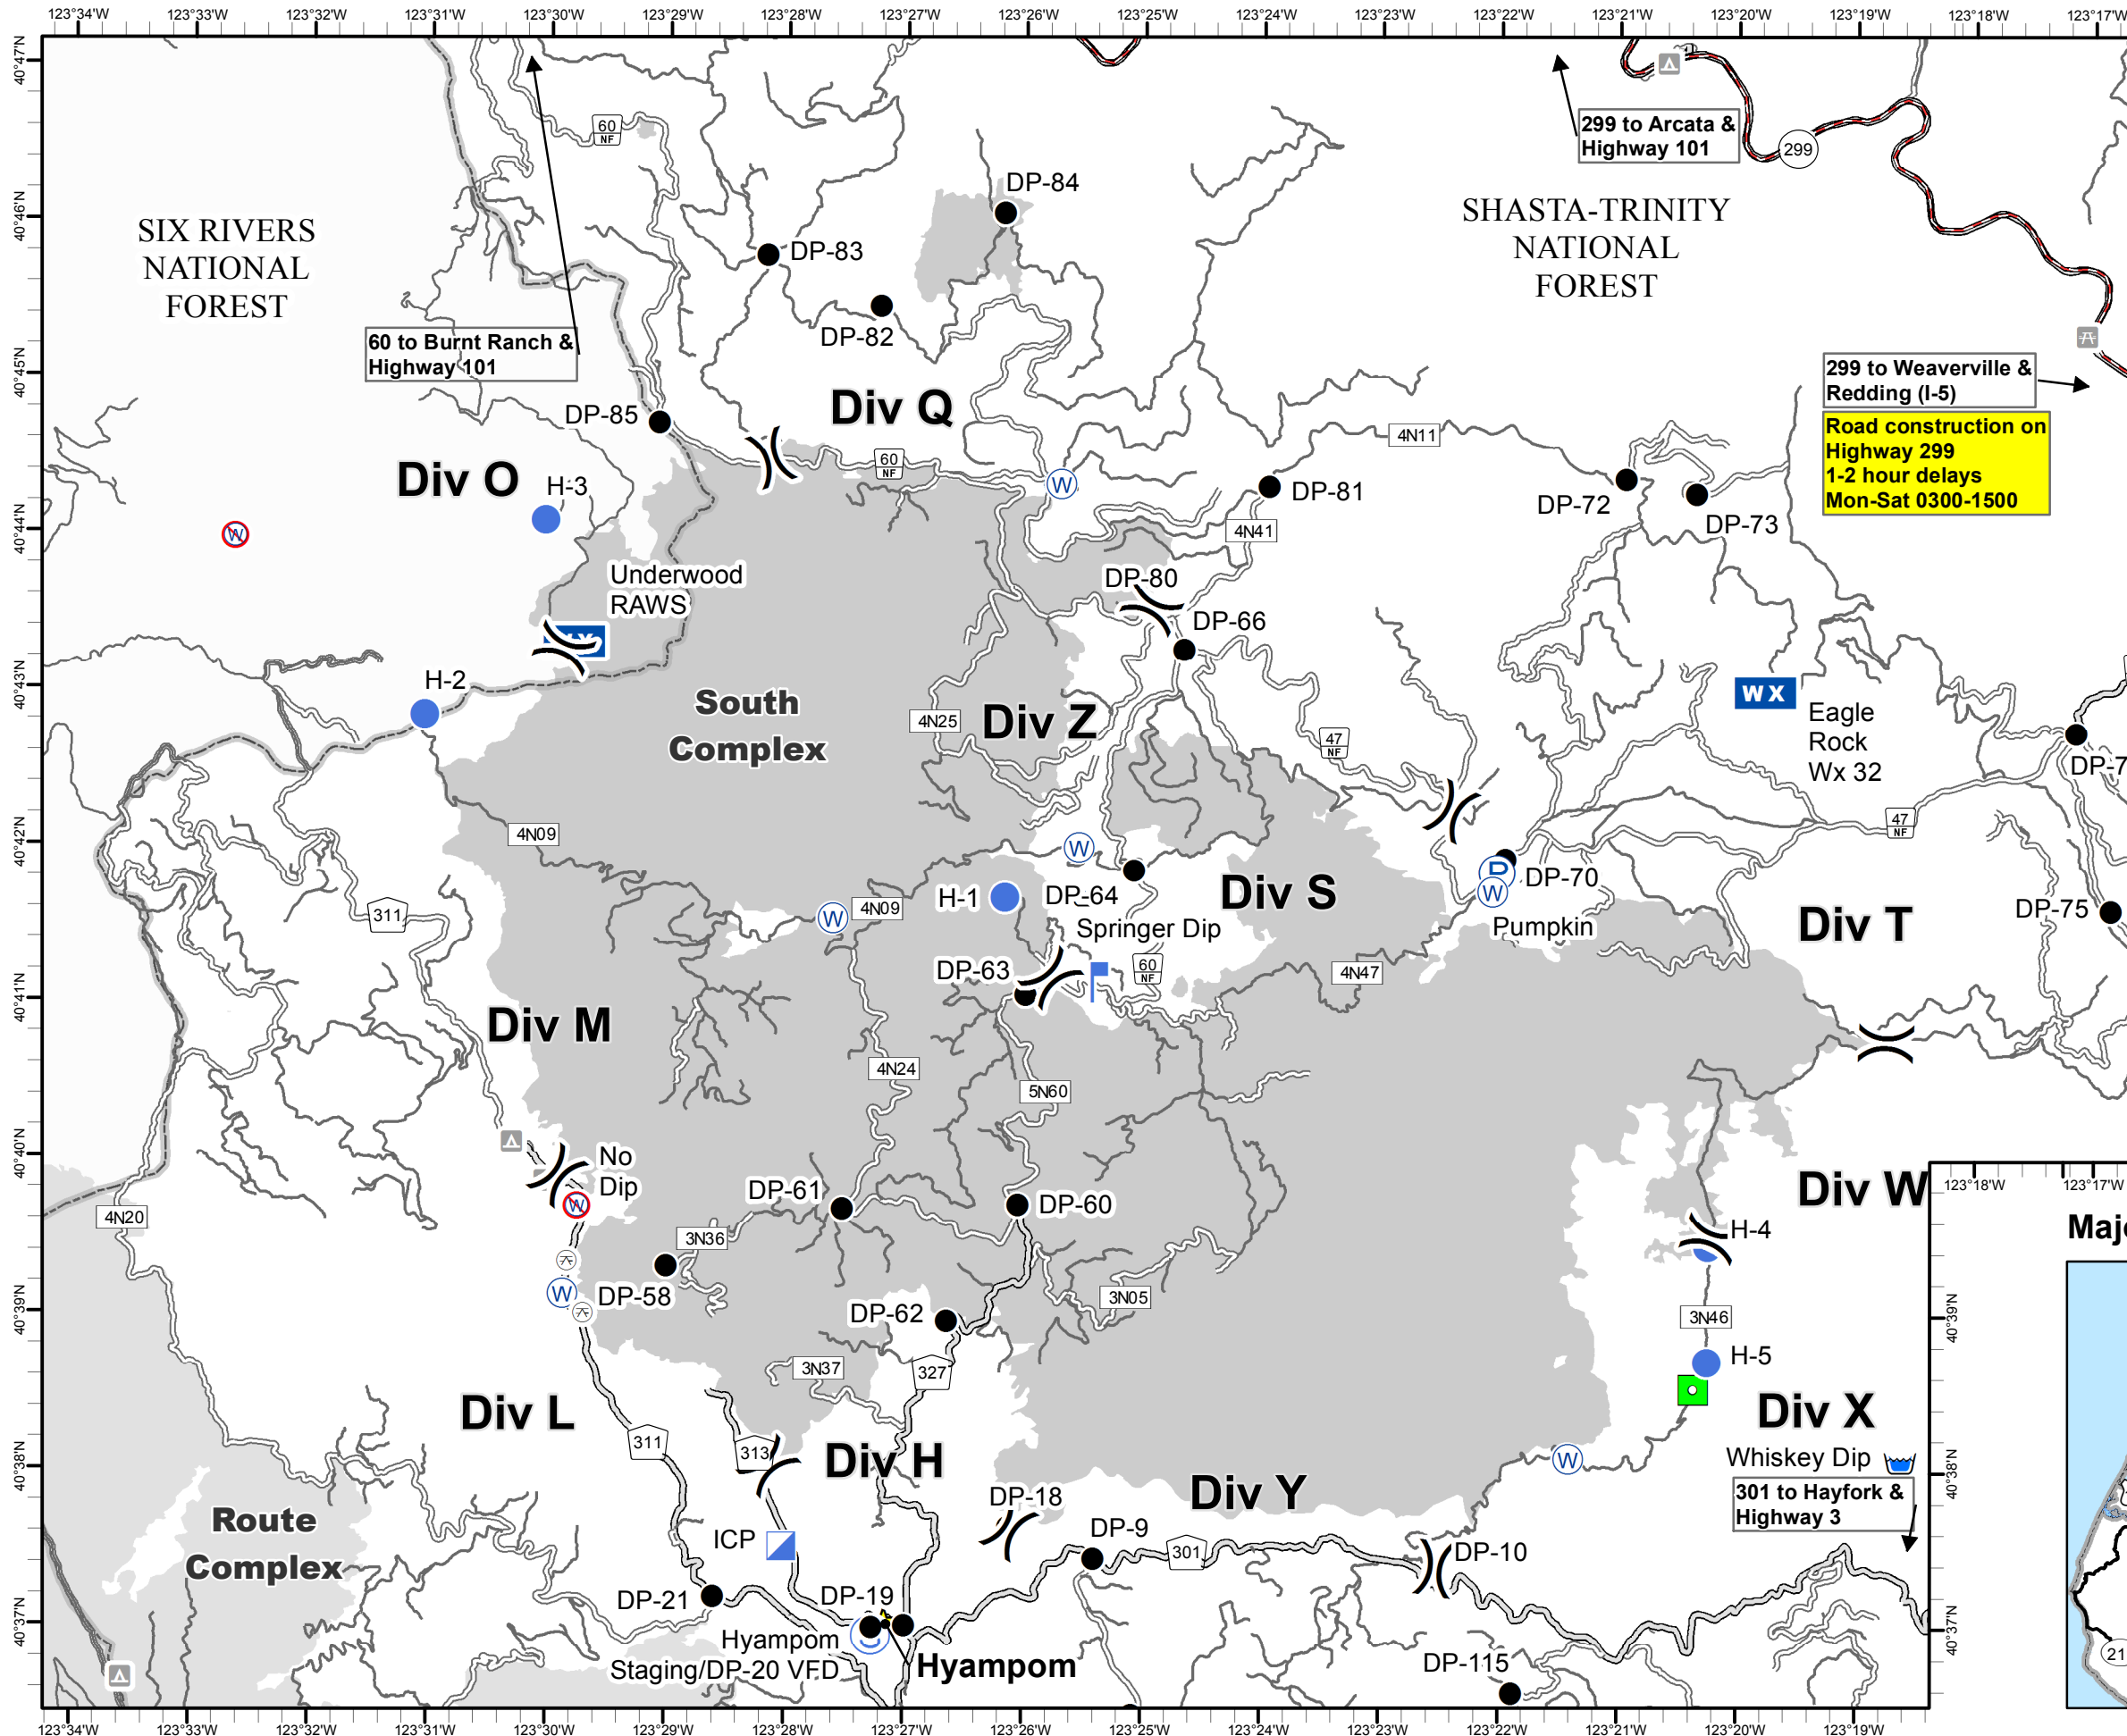 123°34'W 123°33'W 123°32'W 123°31'W 123°30'W 123°29'W 123°28'W 123°27'W 123°26'W 123°25'W 123°24'W 123°23'W 123°22'W 123°21'W 123°20'W 123°19'W 123°18'W 123°17'W
40°47'N
60
NF
299 to Arcata &
Highway 101
299
DP-84
40°46'N
SIX RIVERS
NATIONAL
FOREST
SHASTA-TRINITY
NATIONAL
FOREST
DP-83
DP-82
60 to Burnt Ranch &
Highway 101
40°45'N
299 to Weaverville &
Redding (I-5)
Road construction on
Highway 299
1-2 hour delays
Mon-Sat 0300-1500
Div Q
DP-85
4N11
60
NF
Div O
H-3
W
DP-81
DP-72
DP-73
40°44'N
W
4N41
Underwood
RAWS
DP-80
DP-66
40°43'N
H-2
South
Complex
4N25
Div Z
47
NF
WX
Eagle
Rock
Wx 32
DP-7
40°42'N
4N09
47
NF
W
DP-64
H-1
4N09
W
Div S
DP-70
W
Pumpkin
311
Springer Dip
Div T
DP-75
DP-63
60
NF
4N47
40°41'N
Div M
4N24
5N60
40°40'N
No
Dip
W
DP-61
DP-60
Div W
123°18'W 123°17'W
4N20
3N36
H-4
Majo
DP-58
W
3N05
40°39'N
DP-62
3N46
40°39'N
3N37
327
H-5
Div L
Div X
311
313
Div H
W
Whiskey Dip
40°38'N
40°38'N
Div Y
301 to Hayfork &
Highway 3
Route
Complex
DP-18
ICP
DP-9
301
DP-10
DP-21
DP-19
40°37'N
40°37'N
Hyampom
Staging/DP-20 VFD
Hyampom
DP-115
21
123°34'W 123°33'W 123°32'W 123°31'W 123°30'W 123°29'W 123°28'W 123°27'W 123°26'W 123°25'W 123°24'W 123°23'W 123°22'W 123°21'W 123°20'W 123°19'W